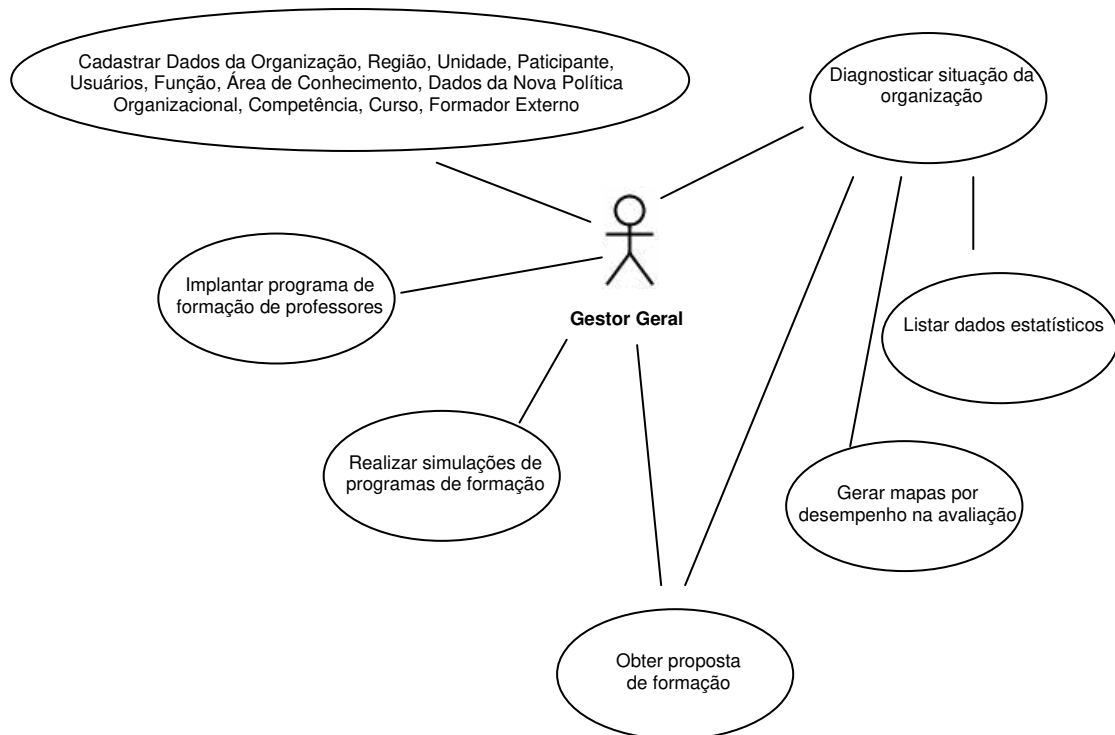 Cadastrar Dados da Organização, Região, Unidade, Paticipante,
Usuários, Função, Área de Conhecimento, Dados da Nova Política
Organizacional, Competência, Curso, Formador Externo
Diagnosticar situação da
organização
Implantar programa de
formação de professores
Gestor Geral
Listar dados estatísticos
Realizar simulações de
programas de formação
Gerar mapas por
desempenho na avaliação
Obter proposta
de formação